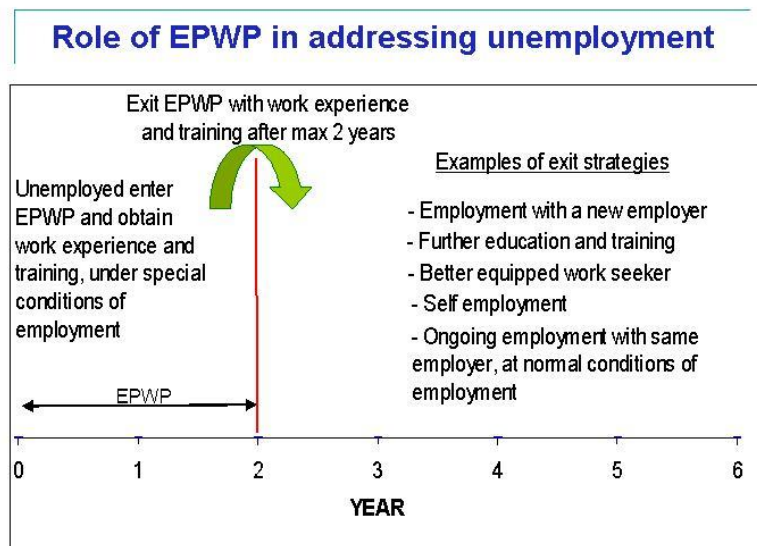 Role of EPWP in addressing unemployment
Exit EPWP with work experience
and training after max 2 years
Unemployed enter
EPWP and obtain
work experience and
training, under special
conditions of
employment
Examples of exit strategies
- Employment with a new employer
- Further education and training
- Better equipped work seeker
- Self employment
- Ongoing employment with same
employer, at normal conditions of
employment
EPWP
0 1 2 3 4 5 6
YEAR